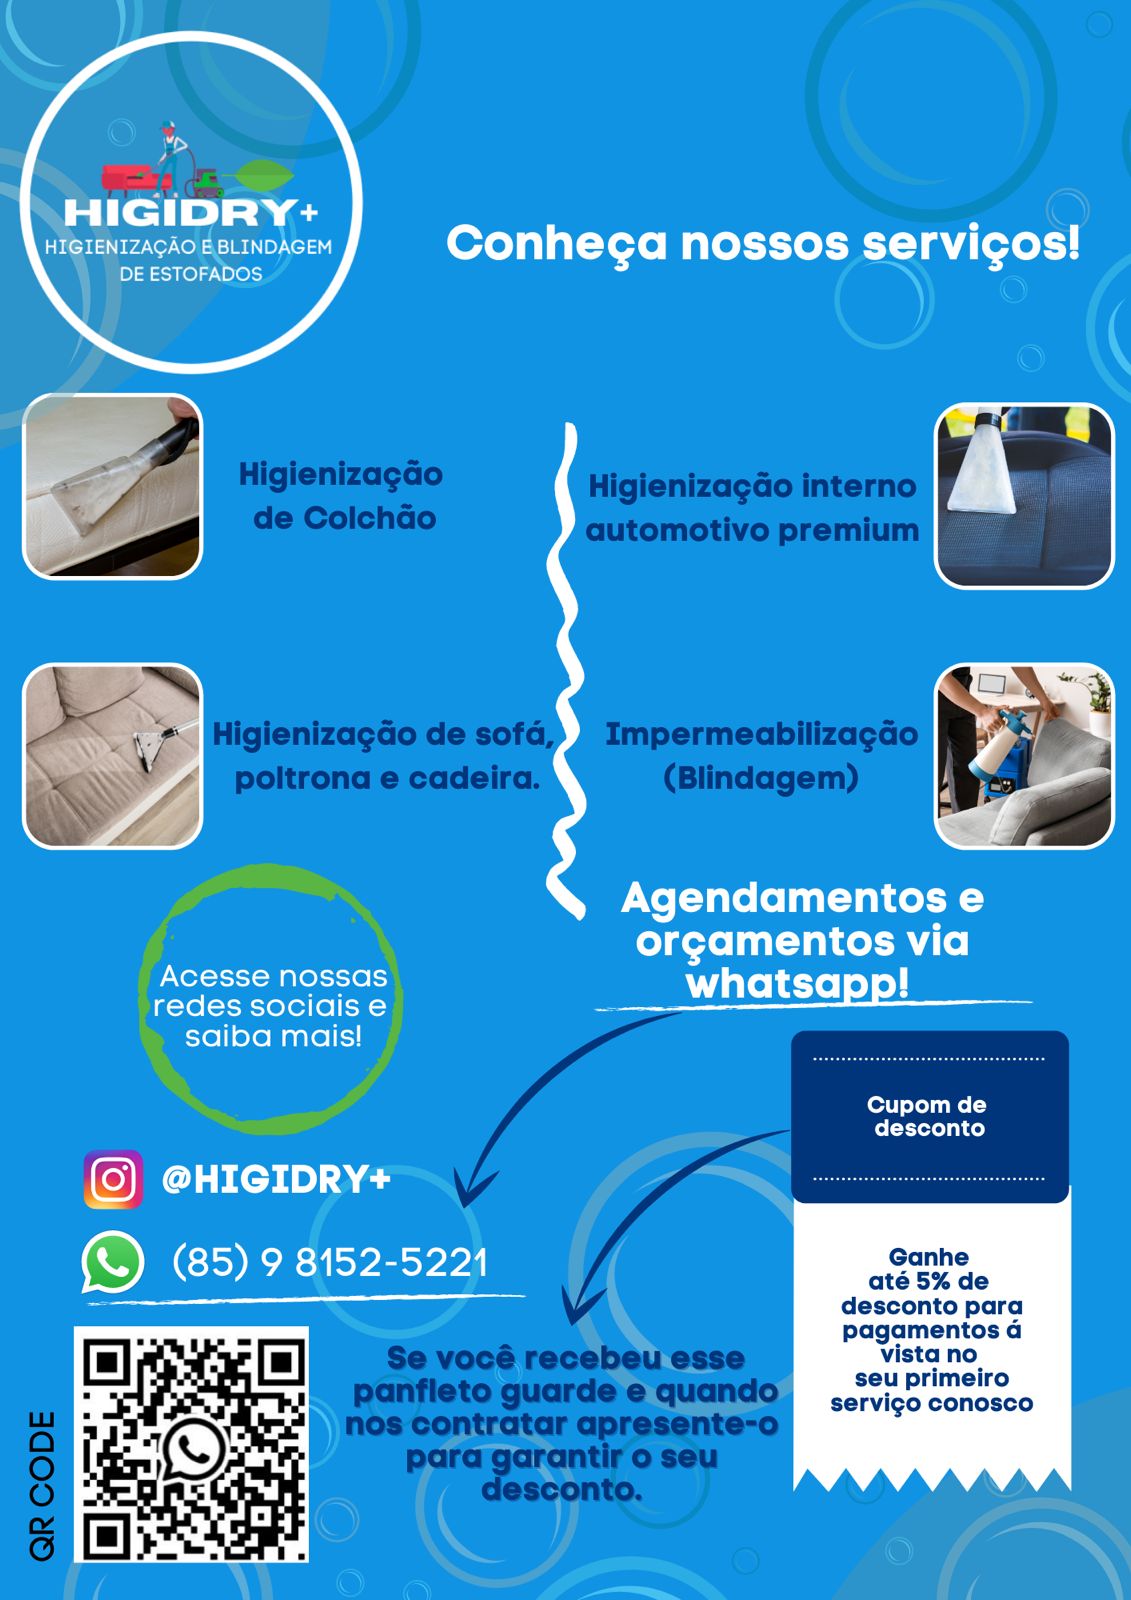 HIGIDRY+
HIGIENIZAÇÃO E BLINDAGEM
DE ESTOFADOS
Conheça nossos serviços!
Higienização
de Colchão
Higienização interno
automotivo premium
Higienização de sofá,
poltrona e cadeira.
Impermeabilização
(Blindagem)
Agendamentos e
orçamentos via
whatsapp!
Acesse nossas
redes sociais e
saiba mais!
@HIGIDRY+
(85) 9 8152-5221
Cupom de
desconto
Ganhe
até 5% de
desconto para
pagamentos á
vista no
seu primeiro
serviço conosco
Se você recebeu esse
panfleto guarde e quando
nos contratar apresente-o
para garantir o seu
desconto.
QR CODE